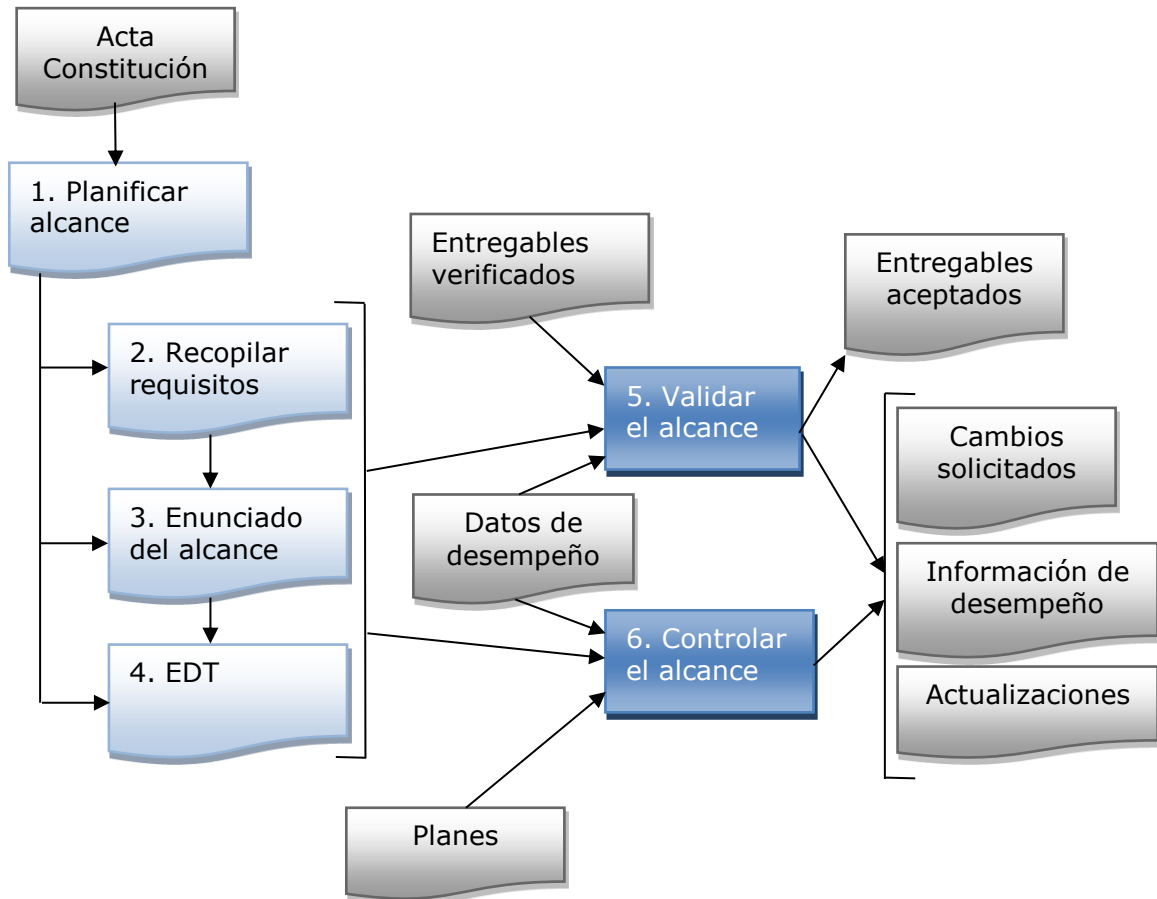 Acta
Constitución
1. Planificar
alcance
2. Recopilar
requisitos
3. Enunciado
del alcance
4. EDT
Entregables
verificados
Datos de
desempeño
Planes
5. Validar
el alcance
6. Controlar
el alcance
Entregables
aceptados
Cambios
solicitados
Información de
desempeño
Actualizaciones